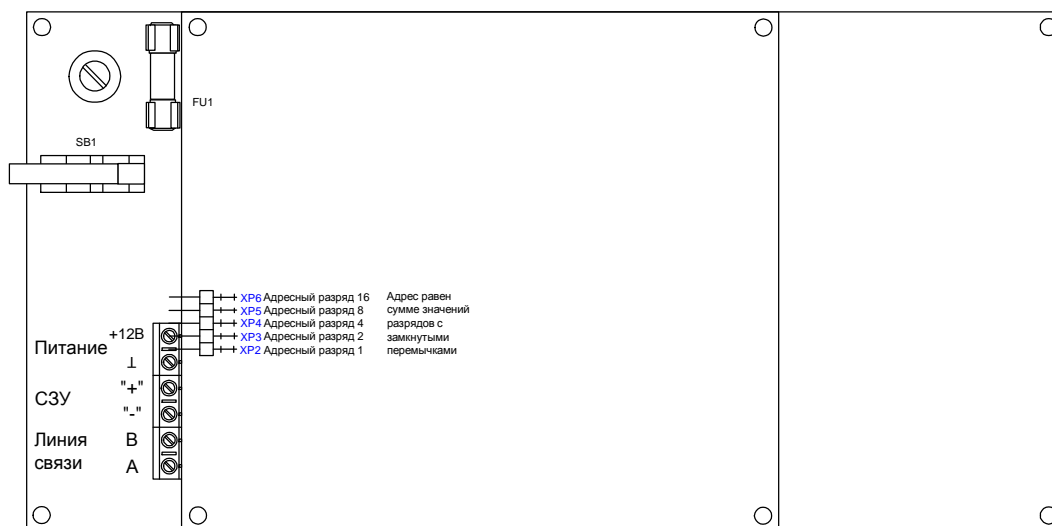 FU1
SB1
XP6 Адресный разряд 16 Адрес равен
XP5 Адресный разряд 8 сумме значений
XP4 Адресный разряд 4 разрядов с
XP3 Адресный разряд 2 замкнутыми
XP2 Адресный разряд 1 перемычками
+12В
Питание
⊥
"+"
СЗУ
"-"
Линия В
связи А